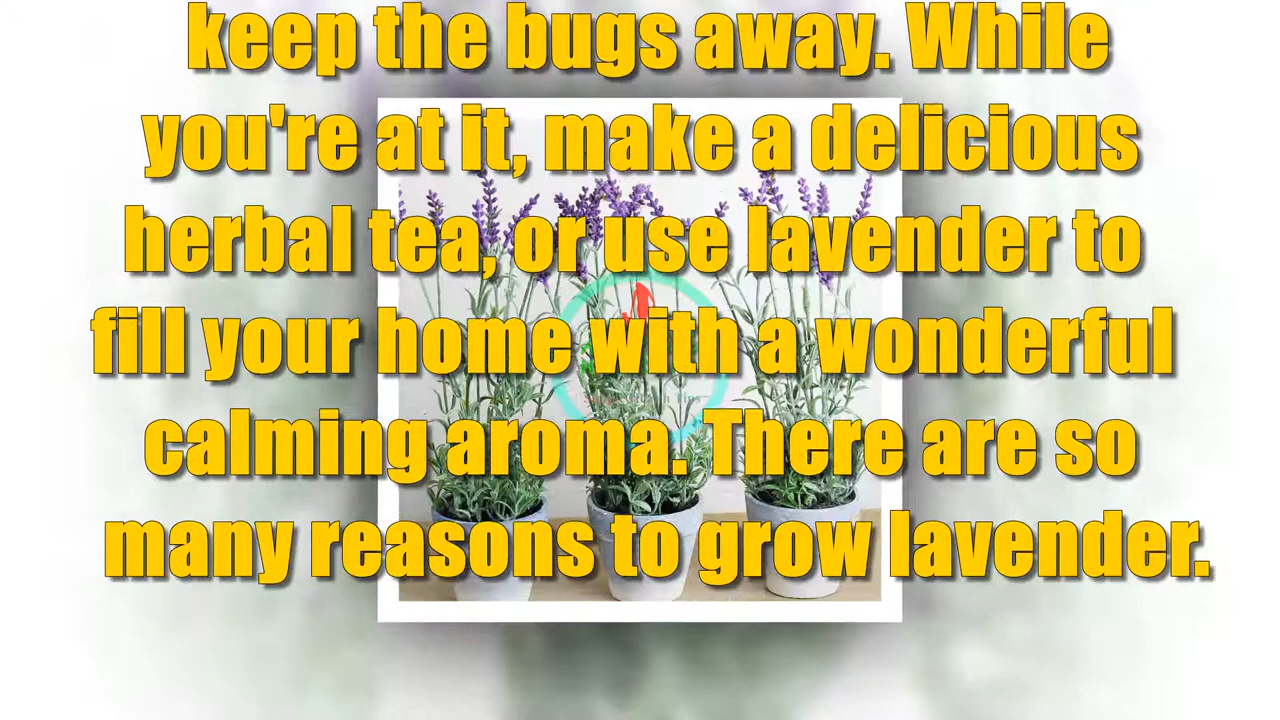 keep the bugs away. While
you're at it, make a delicious
herbal tea, or use lavender to
fill your home with a wonderful
calming aroma. There are so
many reasons to grow lavender.